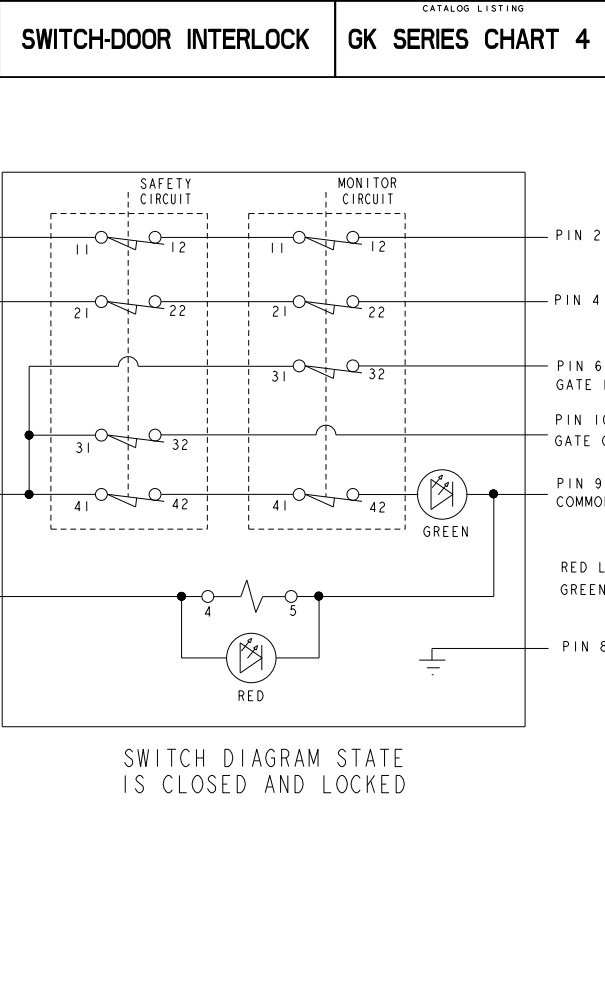 CATALOG LISTING
SWITCH-DOOR INTERLOCK
GK SERIES CHART 4
SAFETY
CIRCUIT
MONITOR
CIRCUIT
11 12 11 12 PIN 2
21 22 21 22 PIN 4
31 32 PIN 6
GATE
PIN
31 32 GATE
PIN 9
41 42 41 42 COMMO
GREEN
RED
GREEN
4 5
PIN 8
RED
SWITCH DIAGRAM STATE
IS CLOSED AND LOCKED